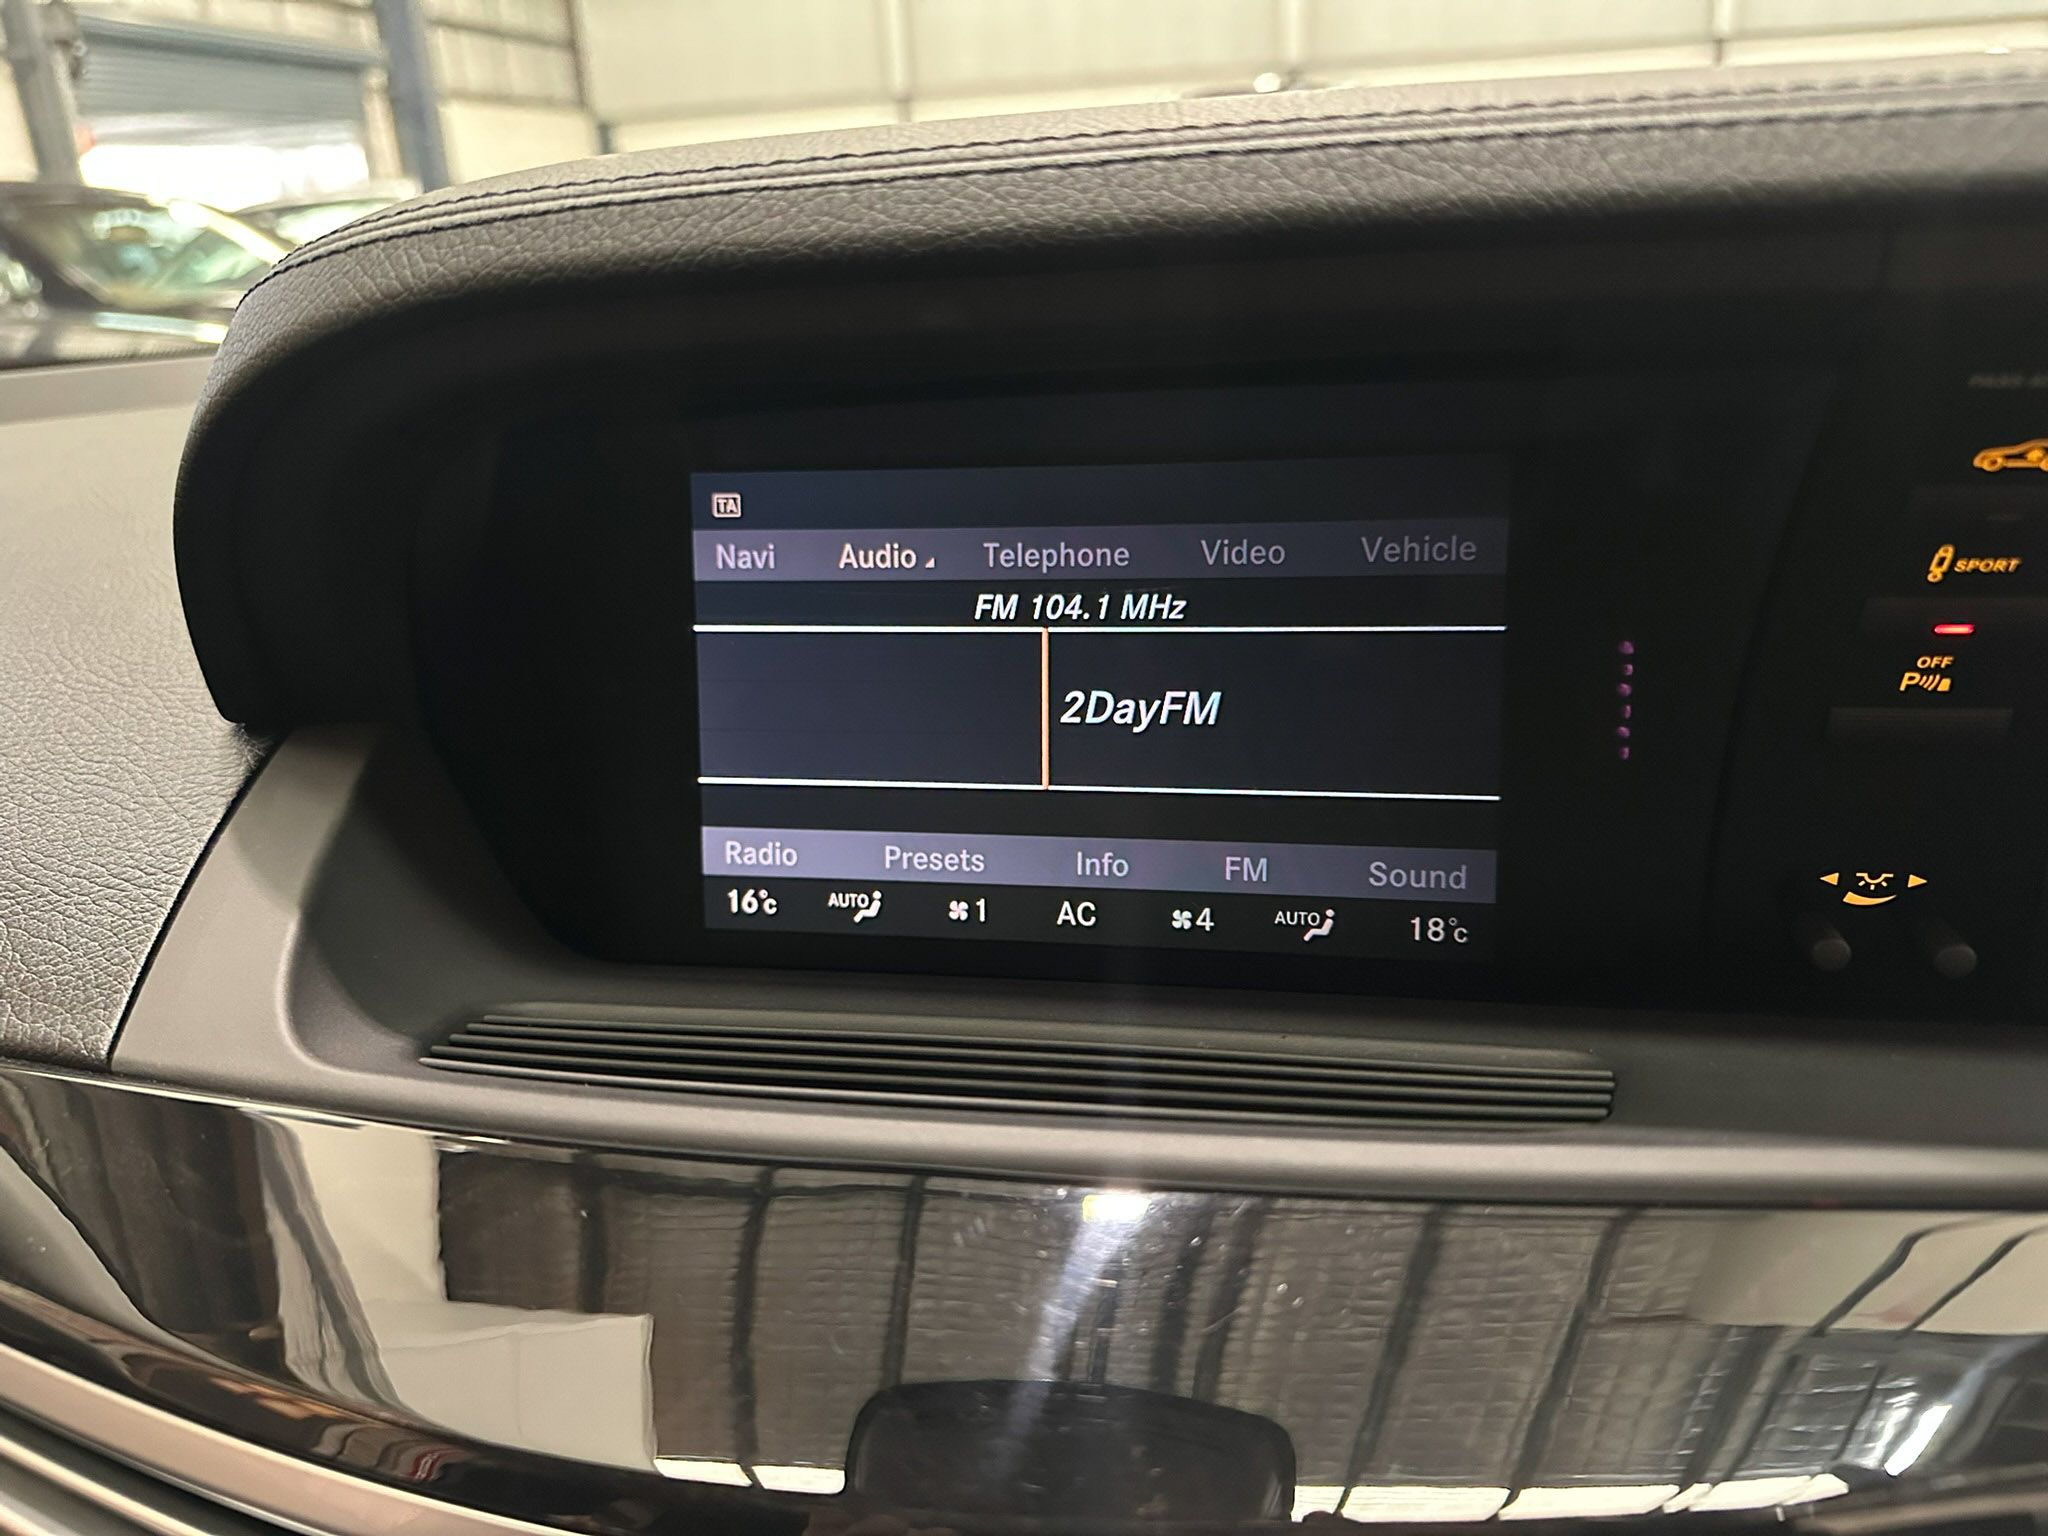 TA
Navi Audio Telephone Video Vehicle
FM 104.1 MHz
2DayFM
Radio Presets Info FM Sound
16°C AUTO 1 AC 4 AUTO 18°C
SPORT
OFF
P